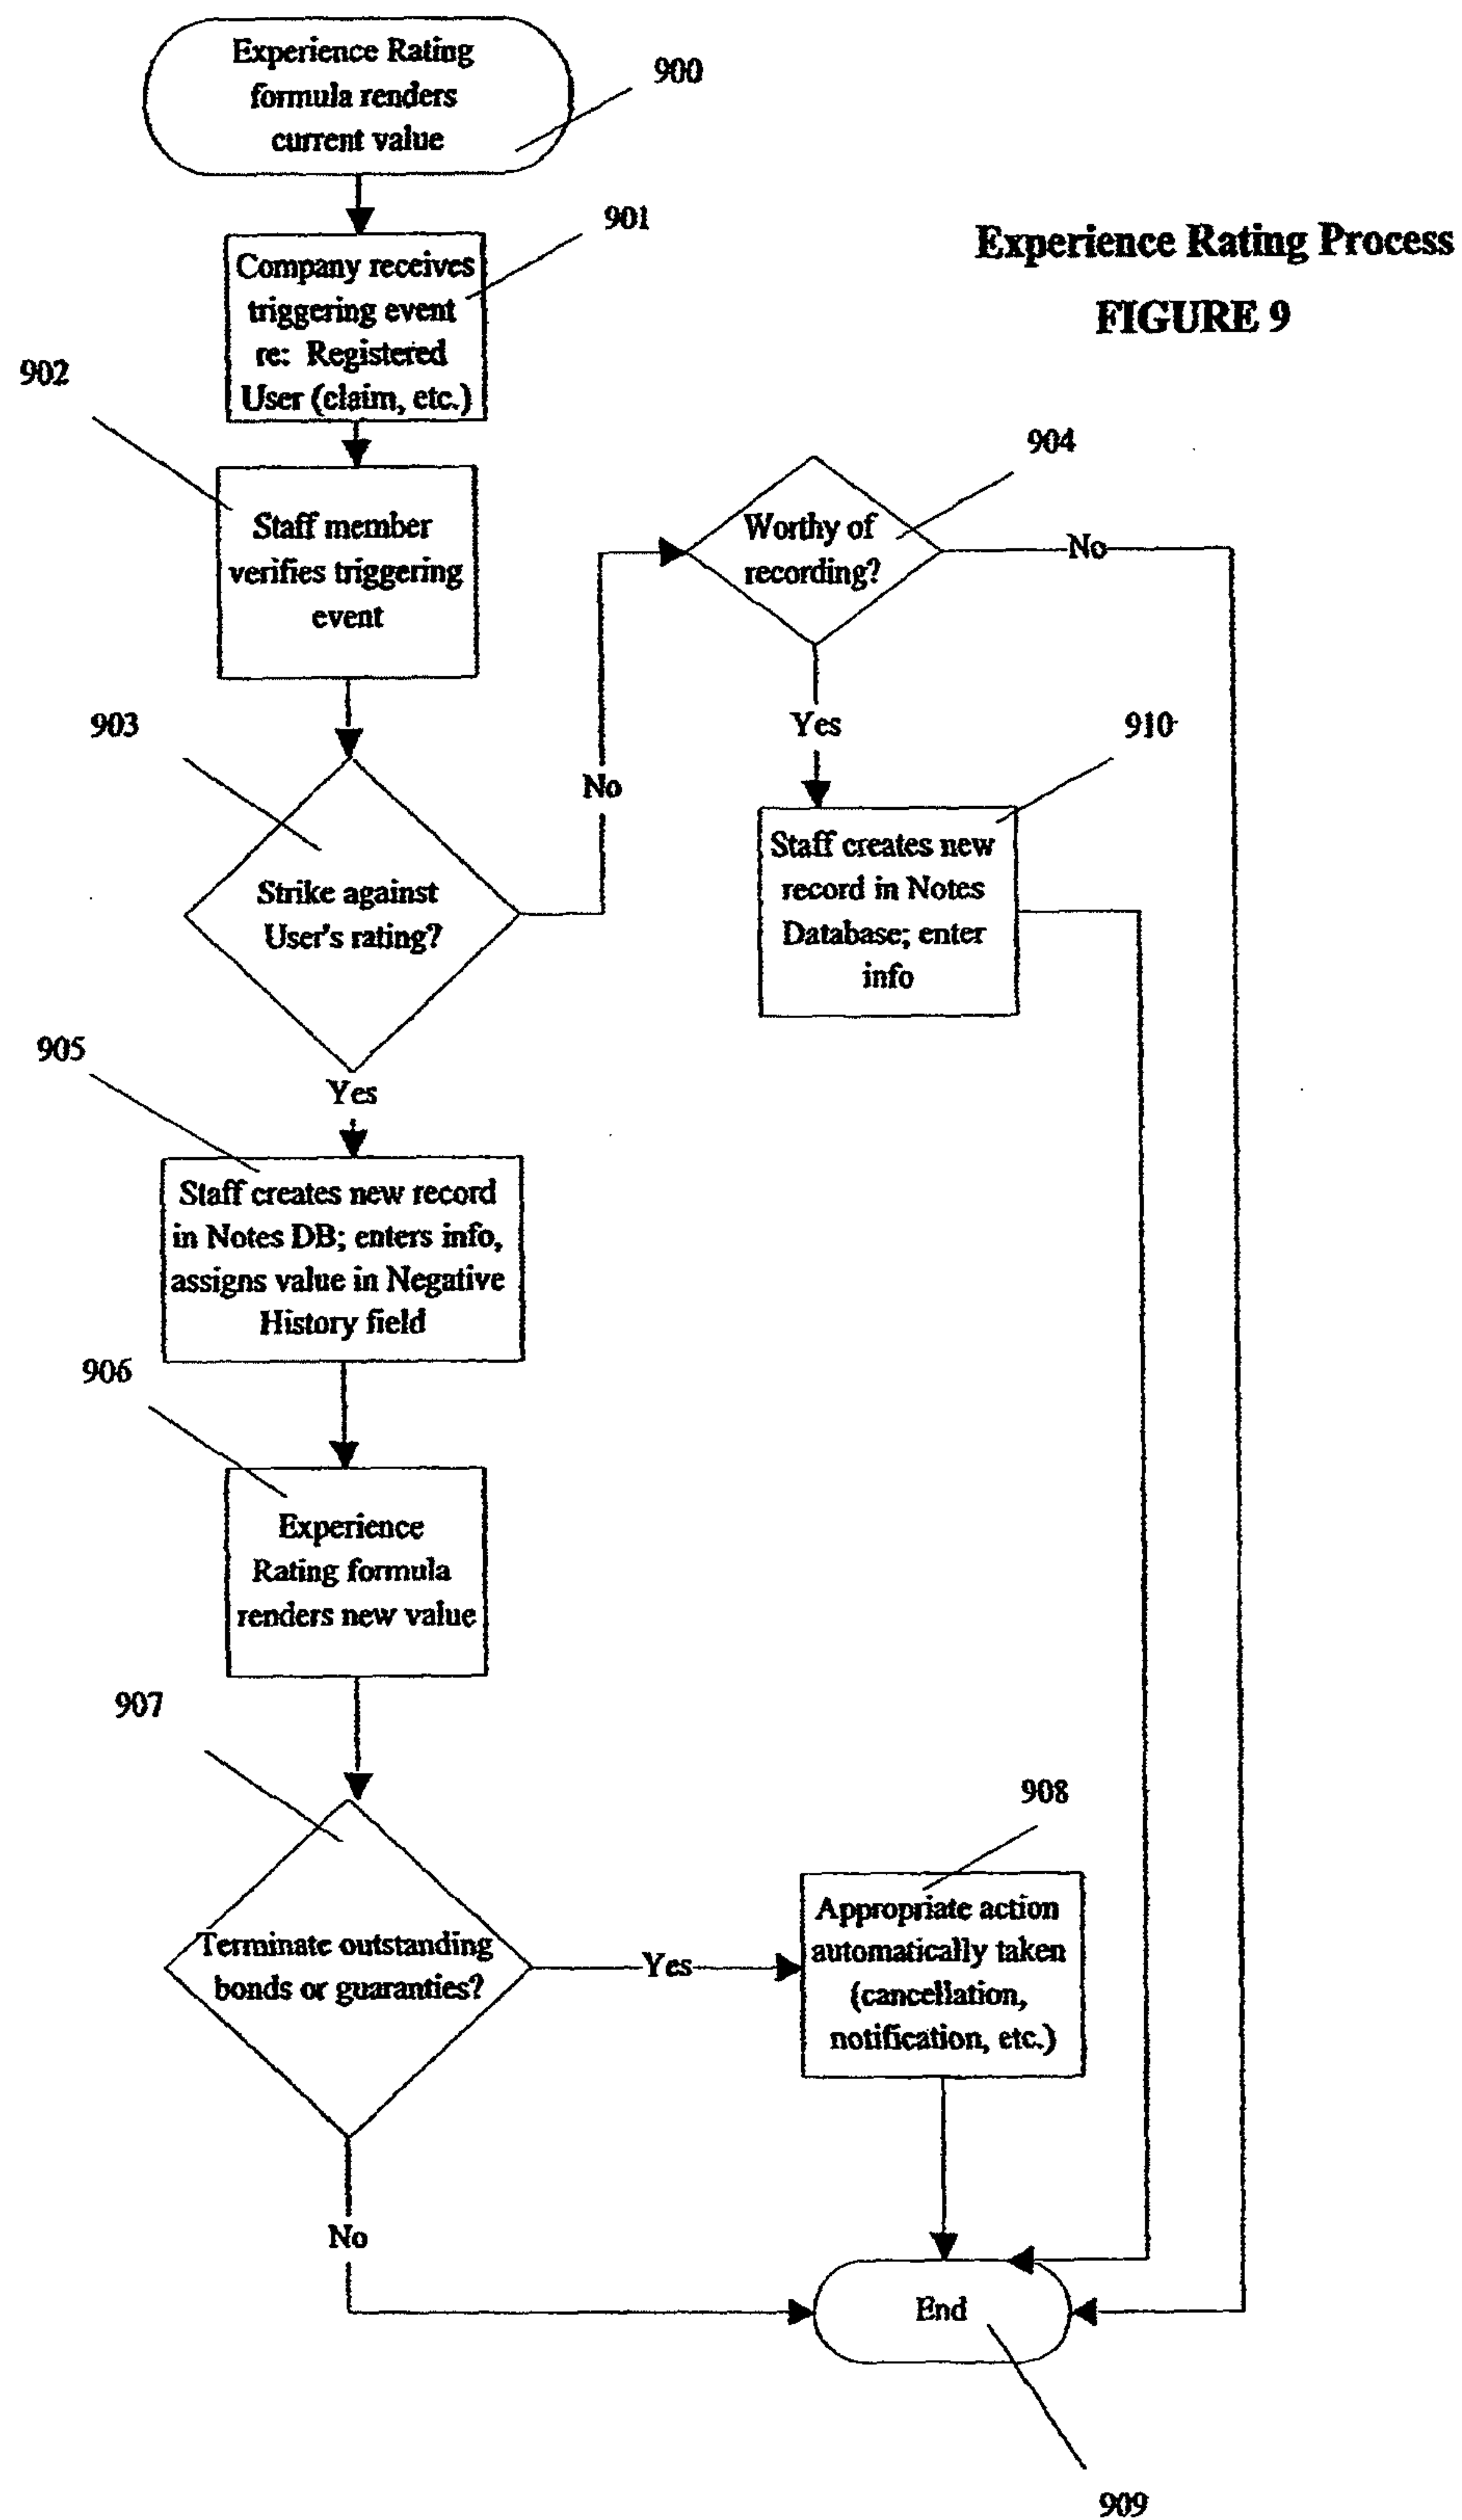 Experience Rating
formula renders
current value
900
901
Company receives
triggering event
re: Registered
User (claim, etc.)
Experience Rating Process
FIGURE 9
902
Staff member
verifies triggering
event
904
Worthy of
recording?
No
903
Strike against
User's rating?
No
Yes
910
Staff creates new
record in Notes
Database; enter
info
Yes
905
Staff creates new record
in Notes DB; enters info,
assigns value in Negative
History field
906
Experience
Rating formula
renders new value
907
Terminate outstanding
bonds or guaranties?
Yes
908
Appropriate action
automatically taken
(cancellation,
notification, etc.)
No
End
909